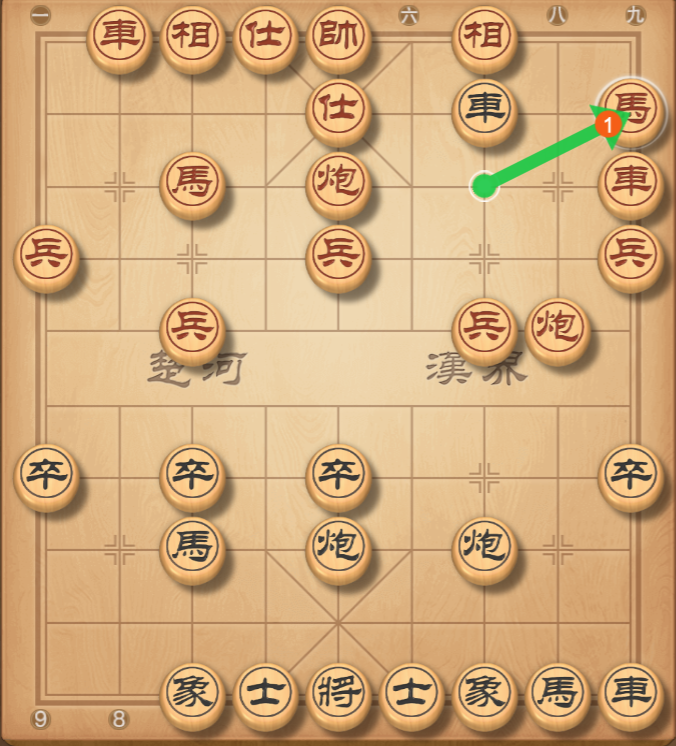 一 六 八 九
車 相 仕 帥 相
仕 車 馬
1
馬 炮 車
兵 兵 兵
兵 兵 炮
楚河 漢界
卒 卒 卒 卒
馬 炮 炮
象 士 將 士 象 馬 車
9 8